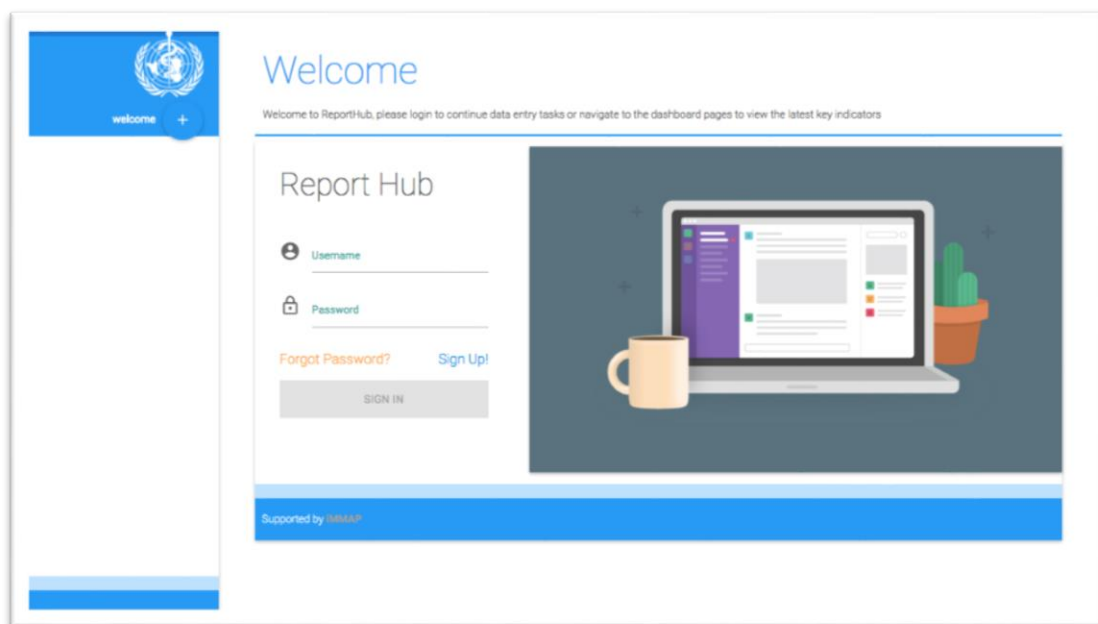 welcome +
Welcome
Welcome to ReportHub, please login to continue data entry tasks or navigate to the dashboard pages to view the latest key indicators
Report Hub
Username
Password
Forgot Password? Sign Up!
SIGN IN
Supported by iMMAP